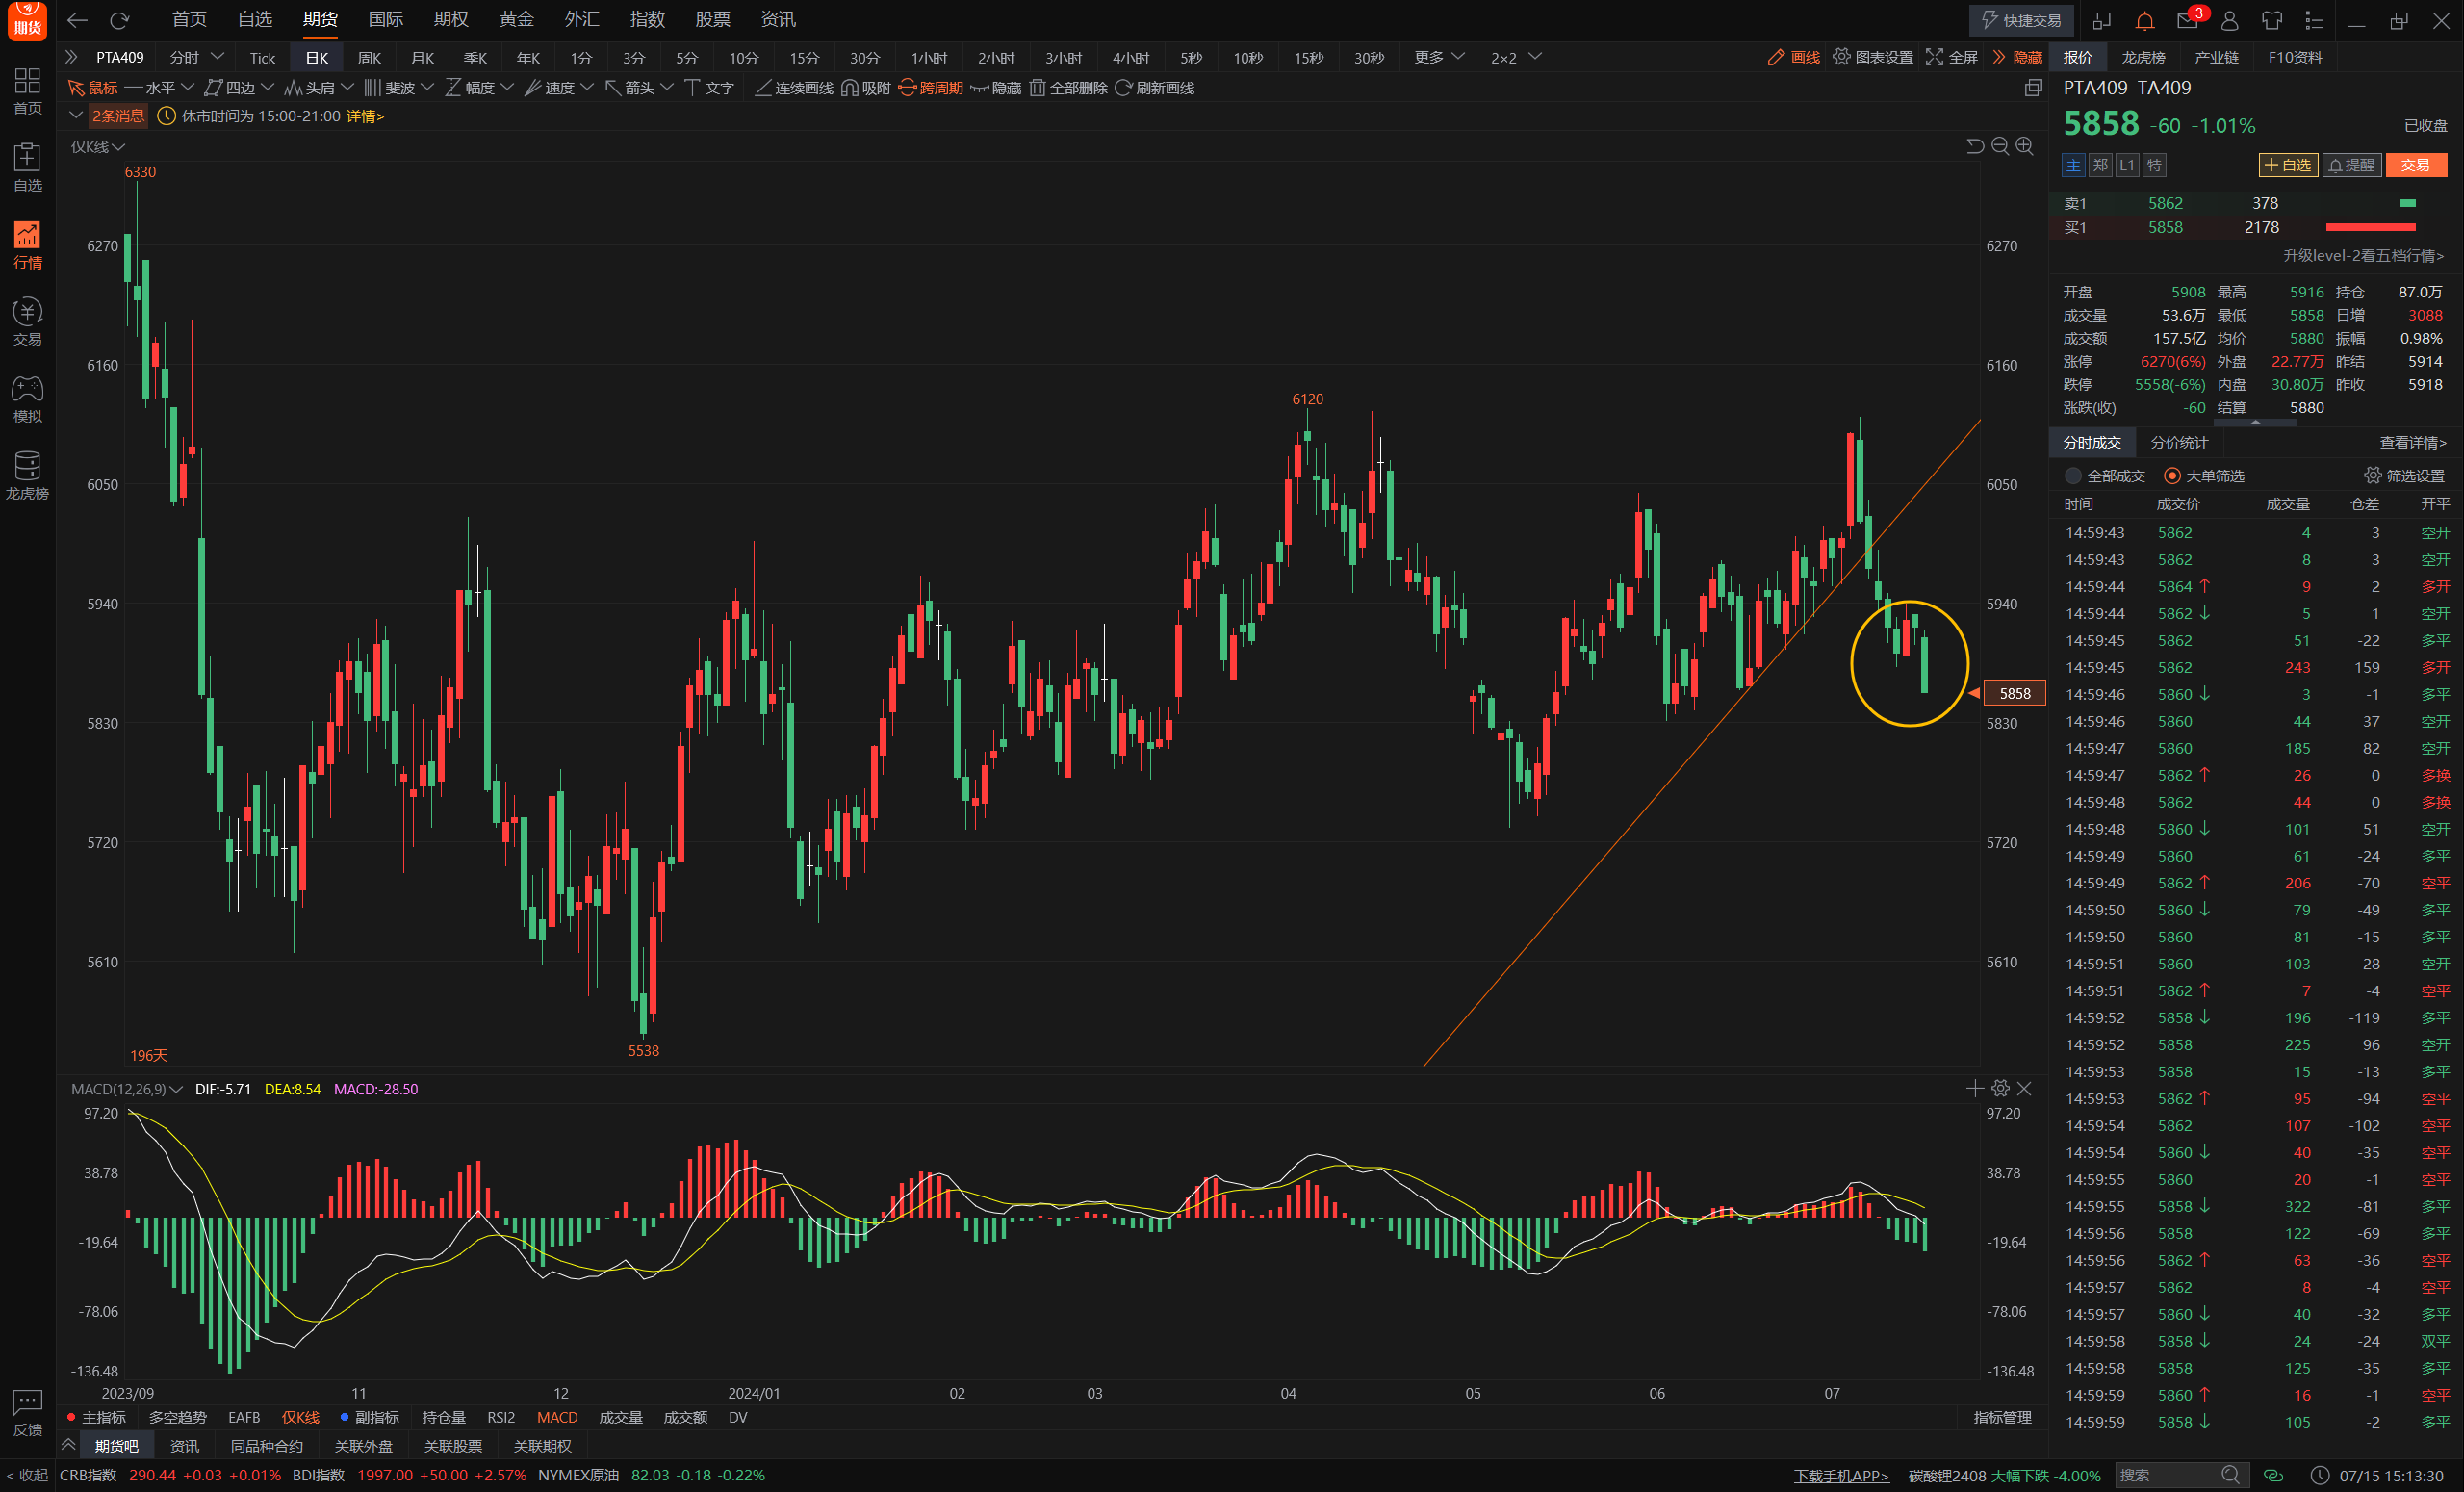 期货 首页 自选 期货 国际 期权 黄金 外汇 指数 股票 资讯 快捷交易 3
PTA409 分时 Tick 日K 周K 月K 季K 年K 1分 3分 5分 10分 15分 30分 1小时 2小时 3小时 4小时 5秒 10秒 15秒 30秒 更多 2×2 画线 图表设置 全屏 隐藏 报价 龙虎榜 产业链 F10资料
鼠标 水平 四边 头肩 斐波 幅度 速度 箭头 文字 连续画线 吸附 跨周期 隐藏 全部删除 刷新画线
2条消息 休市时间为 15:00-21:00 详情>
仅K线
首页
自选
行情
交易
模拟
龙虎榜
反馈
< 收起
6330
6120
5538
196天
6270 6270
6160 6160
6050 6050
5940 5940
5858
5830 5830
5720 5720
5610 5610
MACD(12,26,9) DIF:-5.71 DEA:8.54 MACD:-28.50
97.20 97.20
38.78 38.78
-19.64 -19.64
-78.06 -78.06
-136.48 -136.48
2023/09 11 12 2024/01 02 03 04 05 06 07
主指标 多空趋势 EAFB 仅K线 副指标 持仓量 RSI2 MACD 成交量 成交额 DV 指标管理
期货吧 资讯 同品种合约 关联外盘 关联股票 关联期权
PTA409 TA409
5858 -60 -1.01% 已收盘
主 郑 L1 特 自选 提醒 交易
卖1 5862 378
买1 5858 2178
升级level-2看五档行情>
开盘 5908 最高 5916 持仓 87.0万
成交量 53.6万 最低 5858 日增 3088
成交额 157.5亿 均价 5880 振幅 0.98%
涨停 6270(6%) 外盘 22.77万 昨结 5914
跌停 5558(-6%) 内盘 30.80万 昨收 5918
涨跌(收) -60 结算 5880
分时成交 分价统计 查看详情>
全部成交 大单筛选 筛选设置
时间 成交价 成交量 仓差 开平
14:59:43 5862 4 3 空开
14:59:43 5862 8 3 空开
14:59:44 5864 ↑ 9 2 多开
14:59:44 5862 ↓ 5 1 空开
14:59:45 5862 51 -22 多平
14:59:45 5862 243 159 多开
14:59:46 5860 ↓ 3 -1 多平
14:59:46 5860 44 37 空开
14:59:47 5860 185 82 空开
14:59:47 5862 ↑ 26 0 多换
14:59:48 5862 44 0 多换
14:59:48 5860 ↓ 101 51 空开
14:59:49 5860 61 -24 多平
14:59:49 5862 ↑ 206 -70 空平
14:59:50 5860 ↓ 79 -49 多平
14:59:50 5860 81 -15 多平
14:59:51 5860 103 28 空开
14:59:51 5862 ↑ 7 -4 空平
14:59:52 5858 ↓ 196 -119 多平
14:59:52 5858 225 96 空开
14:59:53 5858 15 -13 多平
14:59:53 5862 ↑ 95 -94 空平
14:59:54 5862 107 -102 空平
14:59:54 5860 ↓ 40 -35 空平
14:59:55 5860 20 -1 空平
14:59:55 5858 ↓ 322 -81 多平
14:59:56 5858 122 -69 多平
14:59:56 5862 ↑ 63 -36 空平
14:59:57 5862 8 -4 空平
14:59:57 5860 ↓ 40 -32 多平
14:59:58 5858 ↓ 24 -24 双平
14:59:58 5858 125 -35 多平
14:59:59 5860 ↑ 16 -1 空平
14:59:59 5858 ↓ 105 -2 多平
CRB指数 290.44 +0.03 +0.01% BDI指数 1997.00 +50.00 +2.57% NYMEX原油 82.03 -0.18 -0.22% 下载手机APP> 碳酸锂2408 大幅下跌 -4.00% 搜索 07/15 15:13:30